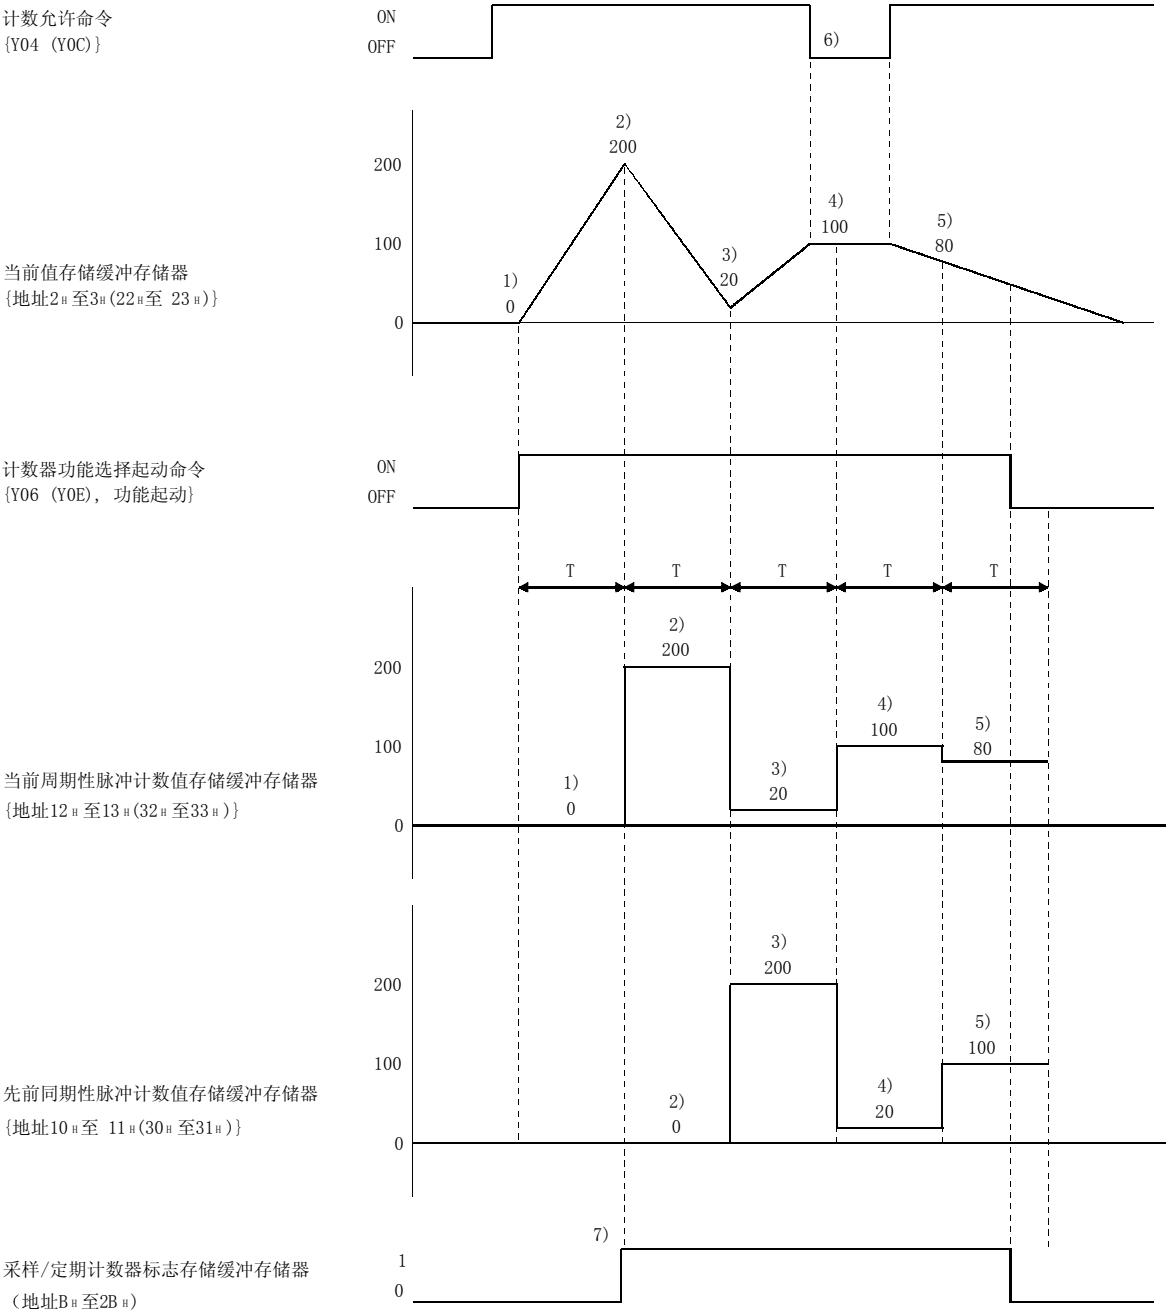 计数允许命令
{Y04 (Y0C)}
ON
OFF
6)
2)
200
200
4)
100
5)
80
100
3)
20
当前值存储缓冲存储器
{地址2H至3H(22H至 23H)}
1)
0
0
计数器功能选择起动命令
{Y06 (Y0E), 功能起动}
ON
OFF
T T T T T
2)
200
200
4)
100
5)
80
100
3)
20
当前周期性脉冲计数值存储缓冲存储器
{地址12H至13H(32H至33H)}
1)
0
0
3)
200
200
5)
100
100
4)
20
先前同期性脉冲计数值存储缓冲存储器
{地址10H至 11H(30H至31H)}
2)
0
0
7)
采样/定期计数器标志存储缓冲存储器
（地址BH至2BH)
1
0